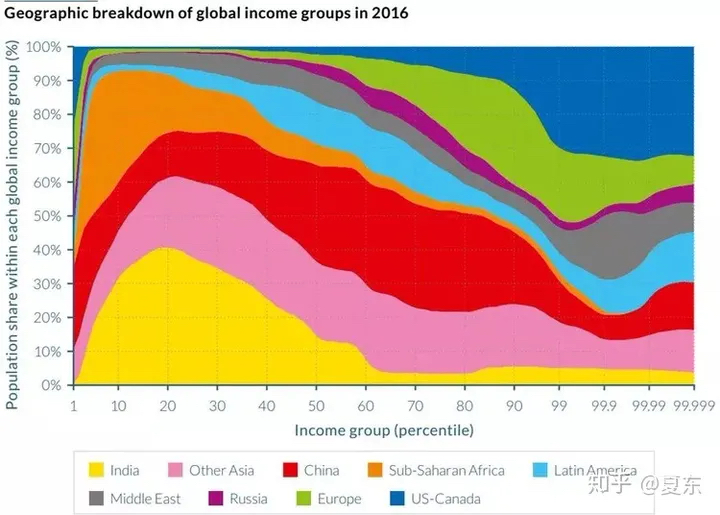 Geographic breakdown of global income groups in 2016
Population share within each global income group (%)
100%
90%
80%
70%
60%
50%
40%
30%
20%
10%
0%
1 10 20 30 40 50 60 70 80 90 99 99.9 99.99 99.999
Income group (percentile)
India Other Asia China Sub-Saharan Africa Latin America
Middle East Russia Europe US-Canada
知乎 @夏东